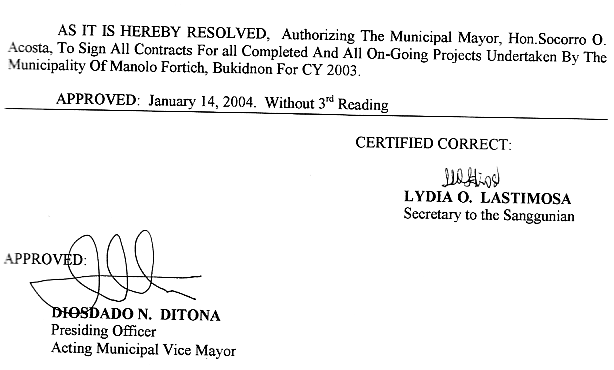 AS IT IS HEREBY RESOLVED, Authorizing The Municipal Mayor, Hon.Socorro O.
Acosta, To Sign All Contracts For all Completed And All On-Going Projects Undertaken By The
Municipality Of Manolo Fortich, Bukidnon For CY 2003.
APPROVED: January 14, 2004. Without 3rd Reading
CERTIFIED CORRECT:
LYDIA O. LASTIMOSA
Secretary to the Sanggunian
APPROVED:
DIOSDADO N. DITONA
Presiding Officer
Acting Municipal Vice Mayor